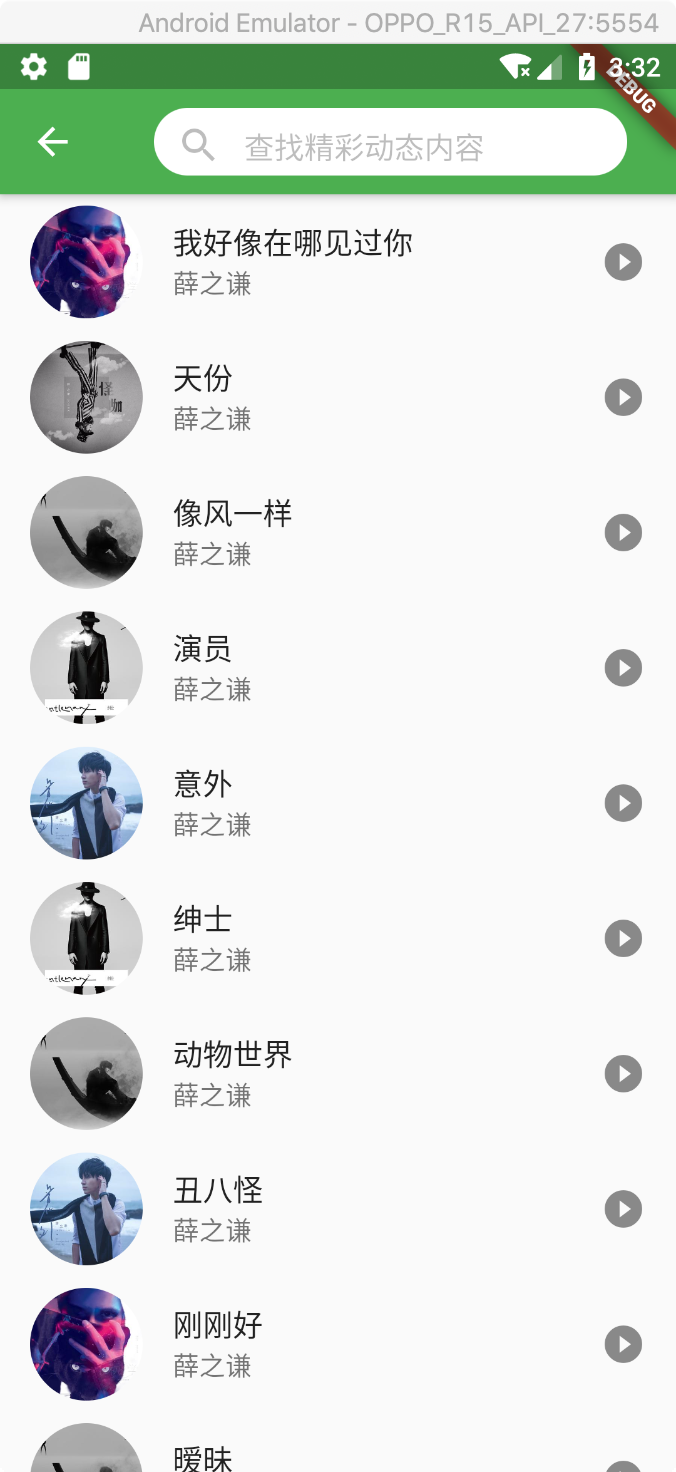 Android Emulator - OPPO_R15_API_27:5554
3:32
DEBUG
查找精彩动态内容
我好像在哪见过你
薛之谦
天份
薛之谦
像风一样
薛之谦
演员
薛之谦
意外
薛之谦
绅士
薛之谦
动物世界
薛之谦
丑八怪
薛之谦
刚刚好
薛之谦
暧昧